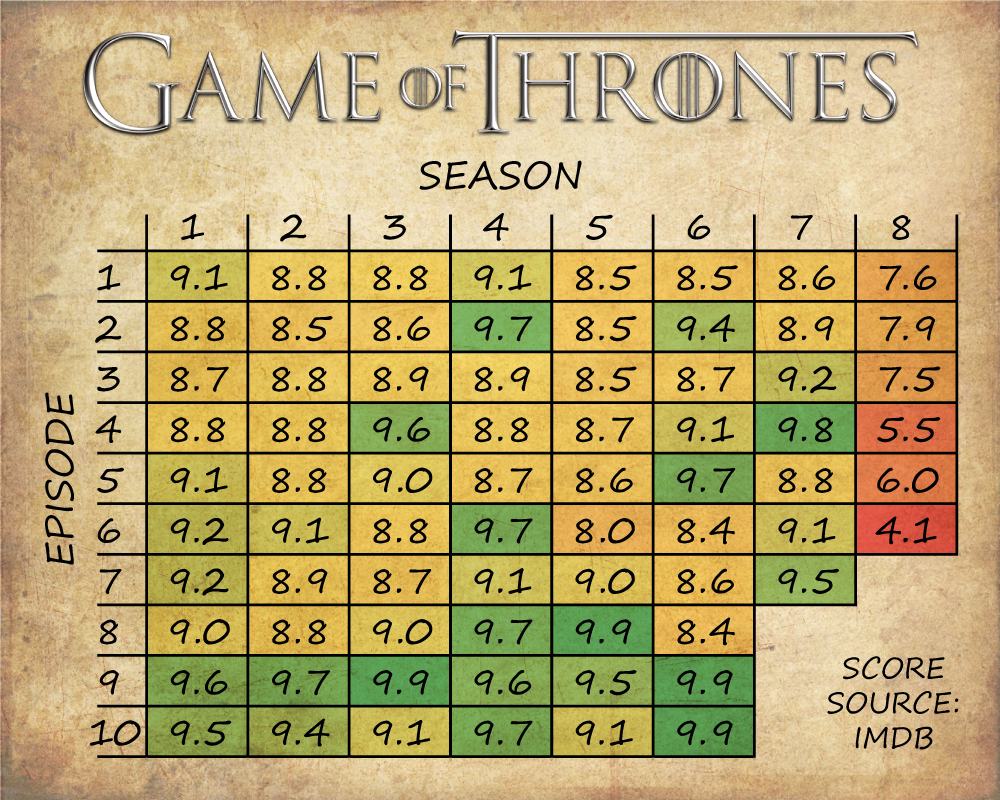 GAME OF THRONES
SEASON
1 2 3 4 5 6 7 8
EPISODE
1 9.1 8.8 8.8 9.1 8.5 8.5 8.6 7.6
2 8.8 8.5 8.6 9.7 8.5 9.4 8.9 7.9
3 8.7 8.8 8.9 8.9 8.5 8.7 9.2 7.5
4 8.8 8.8 9.6 8.8 8.7 9.1 9.8 5.5
5 9.1 8.8 9.0 8.7 8.6 9.7 8.8 6.0
6 9.2 9.1 8.8 9.7 8.0 8.4 9.1 4.1
7 9.2 8.9 8.7 9.1 9.0 8.6 9.5
8 9.0 8.8 9.0 9.7 9.9 8.4
9 9.6 9.7 9.9 9.6 9.5 9.9
10 9.5 9.4 9.1 9.7 9.1 9.9
SCORE
SOURCE:
IMDB